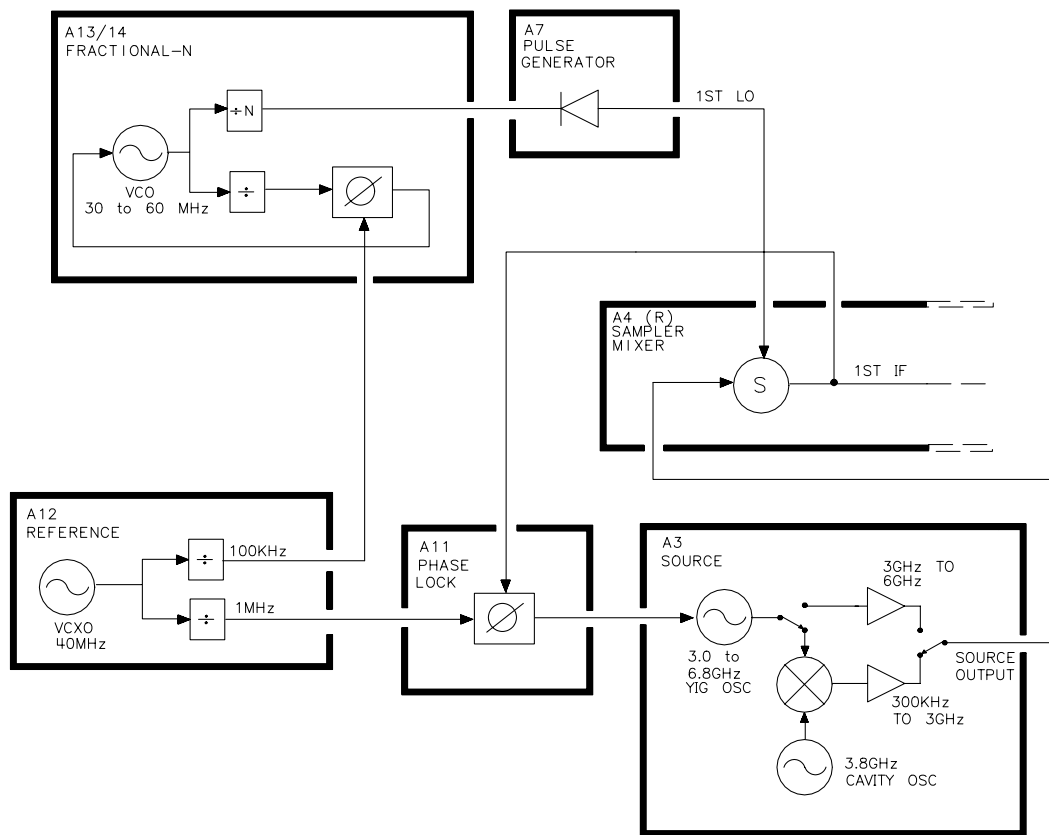 A13/14
FRACTIONAL-N
÷N
VCO
30 to 60 MHz
÷
A7
PULSE
GENERATOR
1ST LO
A4 (R)
SAMPLER
MIXER
S
1ST IF
A12
REFERENCE
÷
100KHz
÷
1MHz
VCXO
40MHz
A11
PHASE
LOCK
A3
SOURCE
3GHz TO
6GHz
3.0 to
6.8GHz
YIG OSC
SOURCE
OUTPUT
300KHz
TO 3GHz
3.8GHz
CAVITY OSC